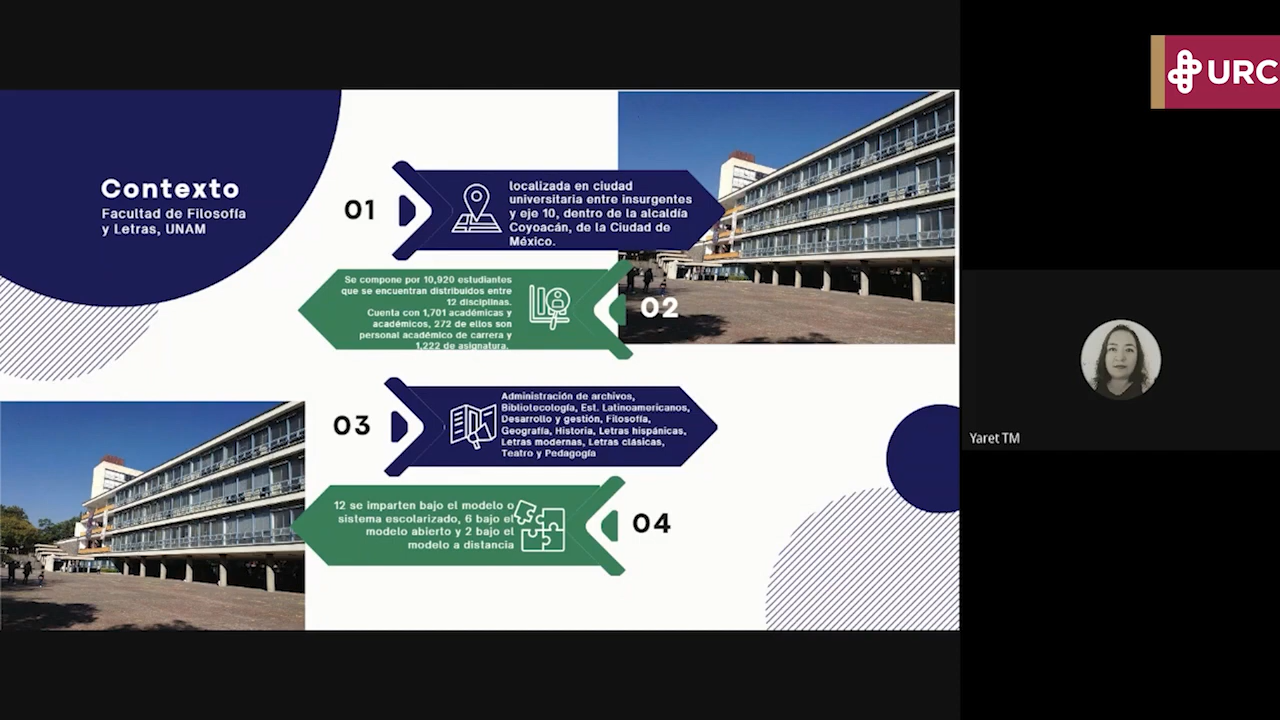 URC
Contexto
Facultad de Filosofía
y Letras, UNAM
01
localizada en ciudad
universitaria entre insurgentes
y eje 10, dentro de la alcaldía
Coyoacán, de la Ciudad de
México.
Se compone por 10,920 estudiantes
que se encuentran distribuidos entre
12 disciplinas.
Cuenta con 1,701 académicas y
académicos, 272 de ellos son
personal académico de carrera y
1,222 de asignatura.
02
03
Administración de archivos,
Bibliotecología, Est. Latinoamericanos,
Desarrollo y gestión, Filosofía,
Geografía, Historia, Letras hispánicas,
Letras modernas, Letras clásicas,
Teatro y Pedagogía
12 se imparten bajo el modelo o
sistema escolarizado, 6 bajo el
modelo abierto y 2 bajo el
modelo a distancia
04
Yaret TM